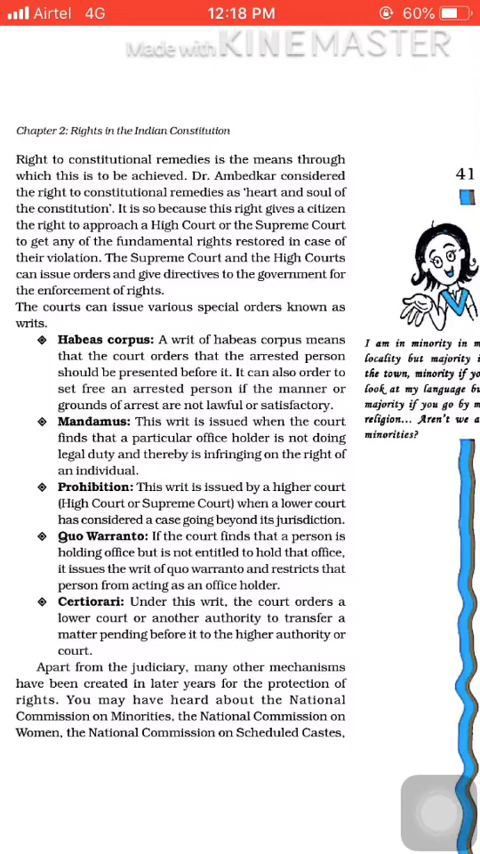 Airtel 4G 12:18 PM 60%
Made with KINEMASTER
Chapter 2: Rights in the Indian Constitution
Right to constitutional remedies is the means through
which this is to be achieved. Dr. Ambedkar considered
the right to constitutional remedies as ‘heart and soul of
the constitution’. It is so because this right gives a citizen
the right to approach a High Court or the Supreme Court
to get any of the fundamental rights restored in case of
their violation. The Supreme Court and the High Courts
can issue orders and give directives to the government for
the enforcement of rights.
The courts can issue various special orders known as
writs.
Habeas corpus: A writ of habeas corpus means
that the court orders that the arrested person
should be presented before it. It can also order to
set free an arrested person if the manner or
grounds of arrest are not lawful or satisfactory.
Mandamus: This writ is issued when the court
finds that a particular office holder is not doing
legal duty and thereby is infringing on the right of
an individual.
Prohibition: This writ is issued by a higher court
(High Court or Supreme Court) when a lower court
has considered a case going beyond its jurisdiction.
Quo Warranto: If the court finds that a person is
holding office but is not entitled to hold that office,
it issues the writ of quo warranto and restricts that
person from acting as an office holder.
Certiorari: Under this writ, the court orders a
lower court or another authority to transfer a
matter pending before it to the higher authority or
court.
Apart from the judiciary, many other mechanisms
have been created in later years for the protection of
rights. You may have heard about the National
Commission on Minorities, the National Commission on
Women, the National Commission on Scheduled Castes,
41
I am in minority in m
locality but majority i
the town, minority if yo
look at my language bu
majority if you go by m
religion... Aren't we a
minorities?